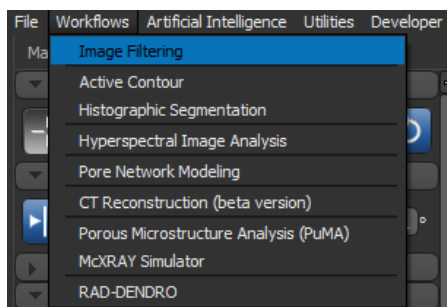 File Workflows Artificial Intelligence Utilities Developer
Ma
Image Filtering
Active Contour
Histographic Segmentation
Hyperspectral Image Analysis
Pore Network Modeling
CT Reconstruction (beta version)
Porous Microstructure Analysis (PuMA)
McXRAY Simulator
RAD-DENDRO